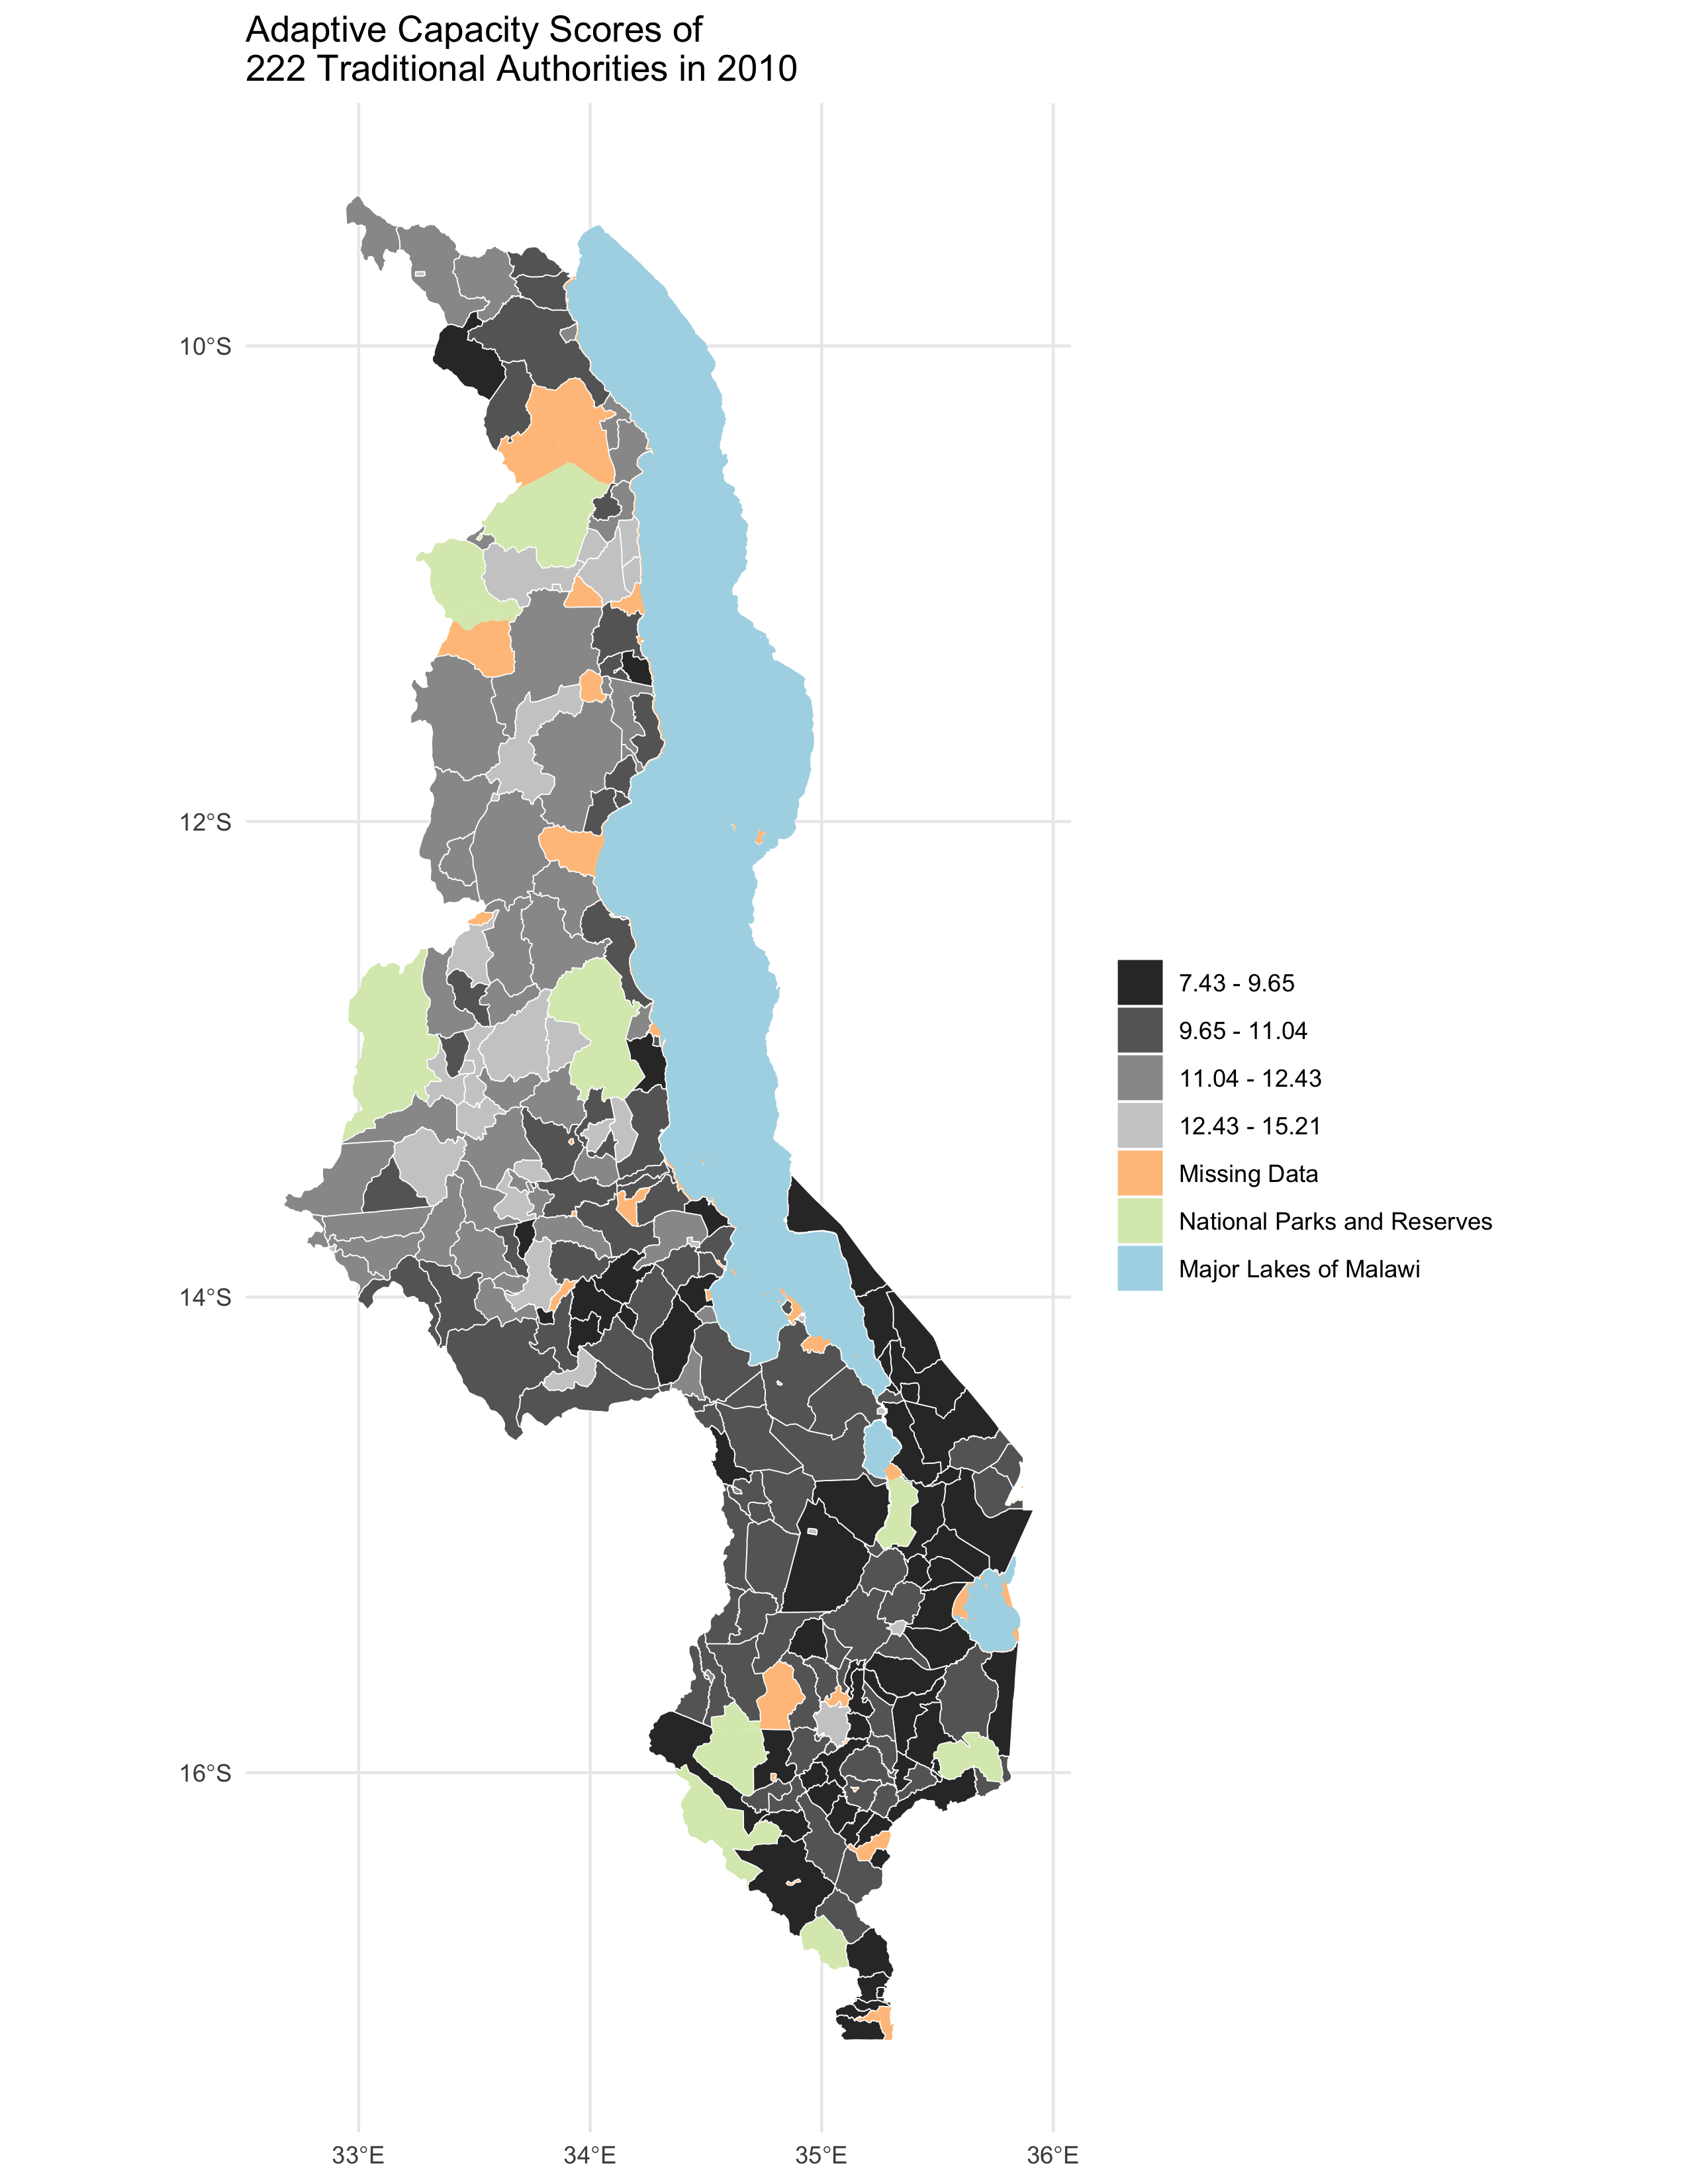 Adaptive Capacity Scores of
222 Traditional Authorities in 2010
10°S
12°S
14°S
16°S
33°E
34°E
35°E
36°E
7.43 - 9.65
9.65 - 11.04
11.04 - 12.43
12.43 - 15.21
Missing Data
National Parks and Reserves
Major Lakes of Malawi